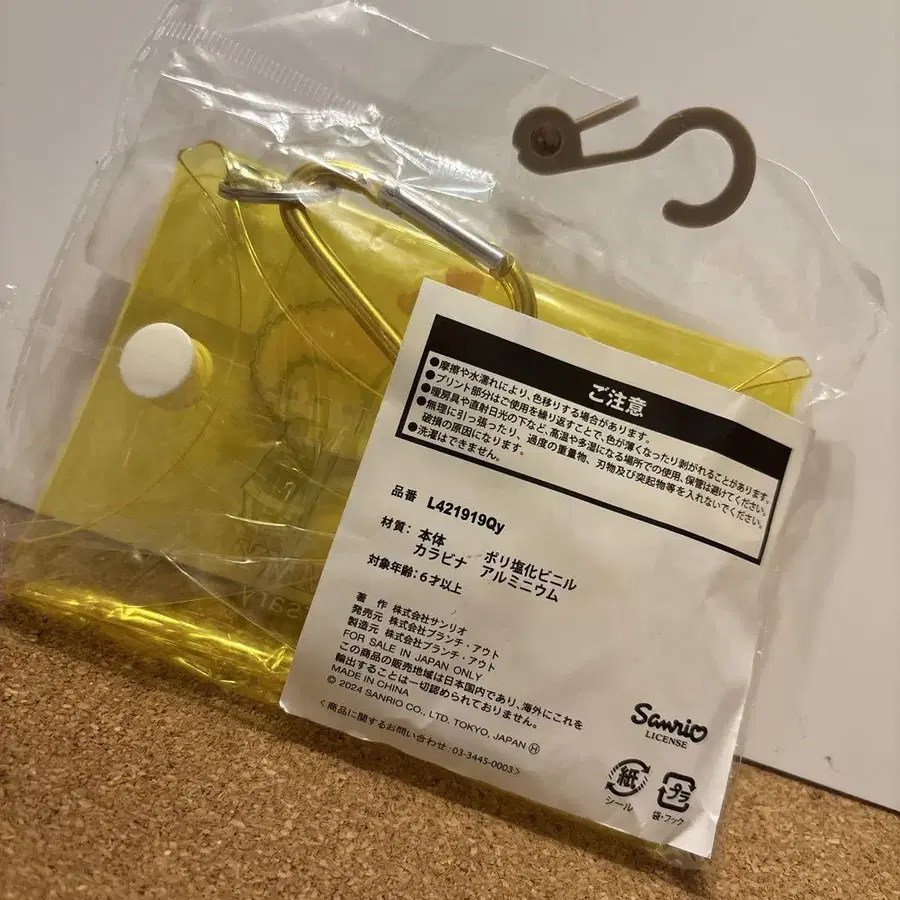 ご注意
●摩擦や水濡れにより、色移りする場合があります。
●プリント部分はご使用を繰り返すことで、色が薄くなったり剥がれることがあります。
●暖房具や直射日光の下など、高温や多湿になる場所での使用、保管は避けてください。
●無理に引っ張ったり、過度の重量物、刃物及び突起物等を入れないでください。
破損の原因になります。
●洗濯はできません。
品番 L421919Qy
材質：本体 ポリ塩化ビニル
カラビナ アルミニウム
対象年齢：6才以上
著 作 株式会社サンリオ
発売元 株式会社ブランチ・アウト
製造元 株式会社ブランチ・アウト
FOR SALE IN JAPAN ONLY
この商品の販売地域は日本国内であり、海外にこれを
輸出することは一切認められておりません。
MADE IN CHINA
© 2024 SANRIO CO., LTD. TOKYO, JAPAN Ⓗ
＜商品に関するお問い合わせ：03-3445-0003＞
Sanrio
LICENSE
紙
シール
プラ
袋・フック